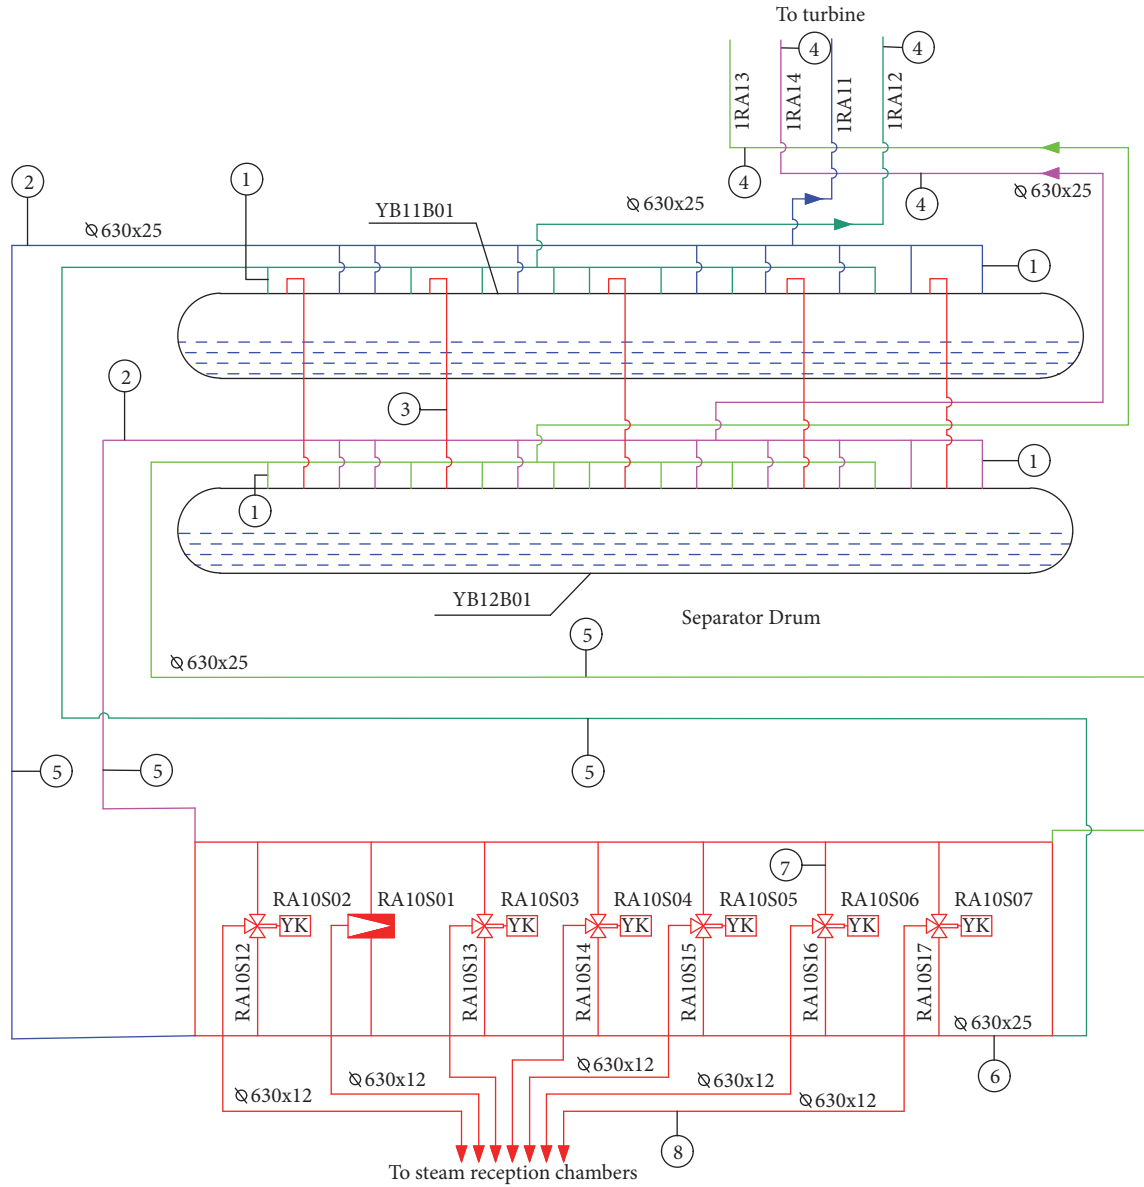 To turbine
4
4
1RA13
1RA14
1RA11
1RA12
4
4
2
1
Ø 630x25
Ø 630x25
YB11B01
Ø 630x25
1
1
2
3
1
1
YB12B01
Separator Drum
5
Ø 630x25
5
5
5
7
RA10S02
RA10S01
RA10S03
RA10S04
RA10S05
RA10S06
RA10S07
YK
YK
YK
YK
YK
YK
RA10S12
RA10S13
RA10S14
RA10S15
RA10S16
RA10S17
Ø 630x25
6
Ø 630x12
Ø 630x12
Ø 630x12
Ø 630x12
Ø 630x12
8
To steam reception chambers